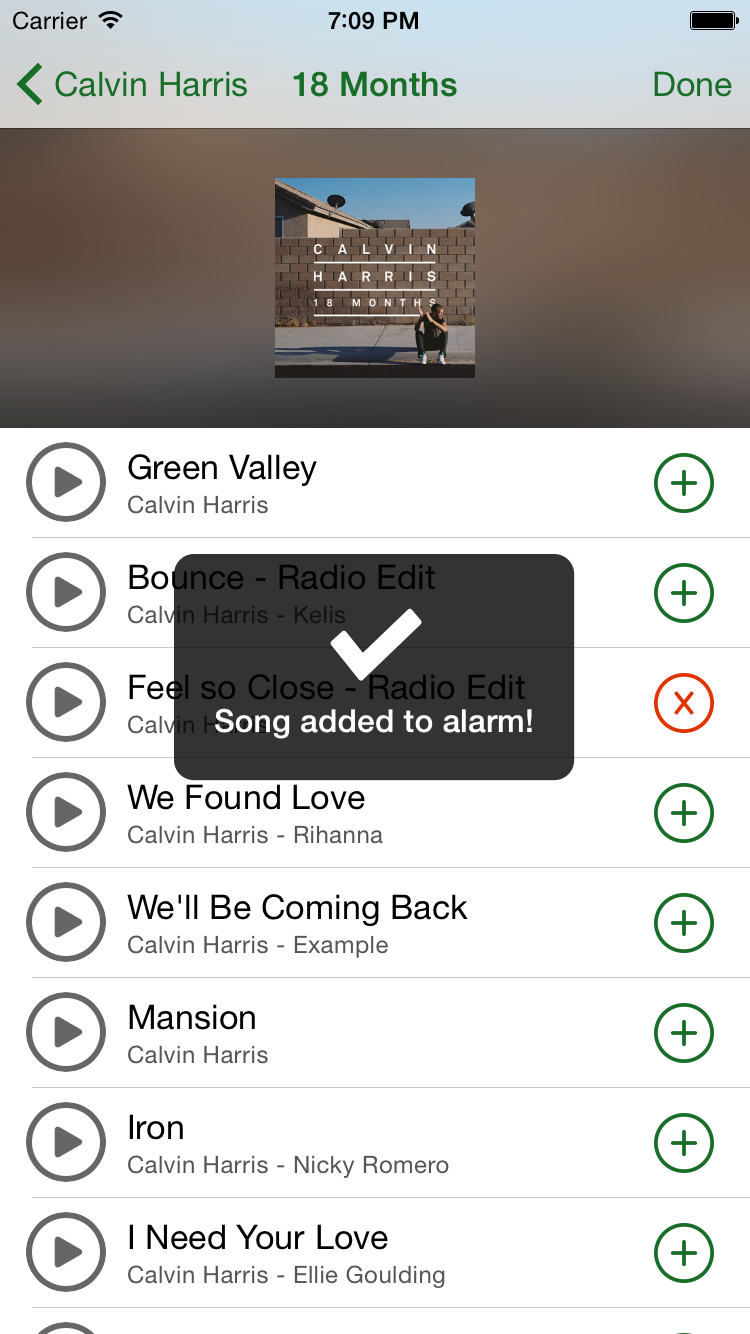 Carrier 7:09 PM
Calvin Harris 18 Months Done
CALVIN
HARRIS
18 MONTHS
Green Valley
Calvin Harris
Bounce - Radio Edit
Calvin Harris - Kelis
Feel so Close - Radio Edit
Calvin Harris
Song added to alarm!
We Found Love
Calvin Harris - Rihanna
We'll Be Coming Back
Calvin Harris - Example
Mansion
Calvin Harris
Iron
Calvin Harris - Nicky Romero
I Need Your Love
Calvin Harris - Ellie Goulding